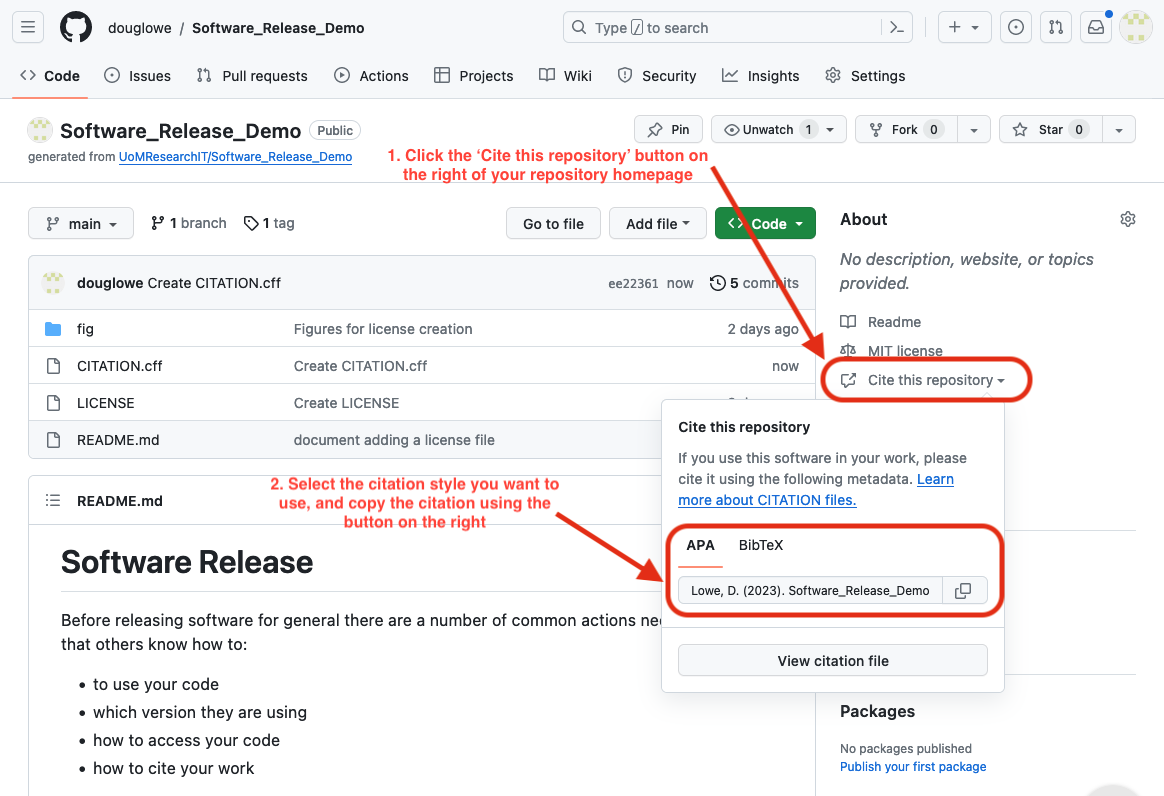 douglowe / Software_Release_Demo
Type / to search
Code
Issues
Pull requests
Actions
Projects
Wiki
Security
Insights
Settings
Software_Release_Demo Public
Pin
Unwatch 1
Fork 0
Star 0
generated from UoMResearchIT/Software_Release_Demo
1. Click the ‘Cite this repository’ button on
the right of your repository homepage
main
1 branch
1 tag
Go to file
Add file
Code
About
No description, website, or topics
provided.
Readme
MIT license
Cite this repository
douglowe Create CITATION.cff
ee22361 now
5 commits
fig Figures for license creation 2 days ago
CITATION.cff Create CITATION.cff now
LICENSE Create LICENSE
README.md document adding a license file
Cite this repository
If you use this software in your work, please
cite it using the following metadata. Learn
more about CITATION files.
APA BibTeX
Lowe, D. (2023). Software_Release_Demo
View citation file
2. Select the citation style you want to
use, and copy the citation using the
button on the right
README.md
Software Release
Before releasing software for general there are a number of common actions
that others know how to:
• to use your code
• which version they are using
• how to access your code
• how to cite your work
Packages
No packages published
Publish your first package